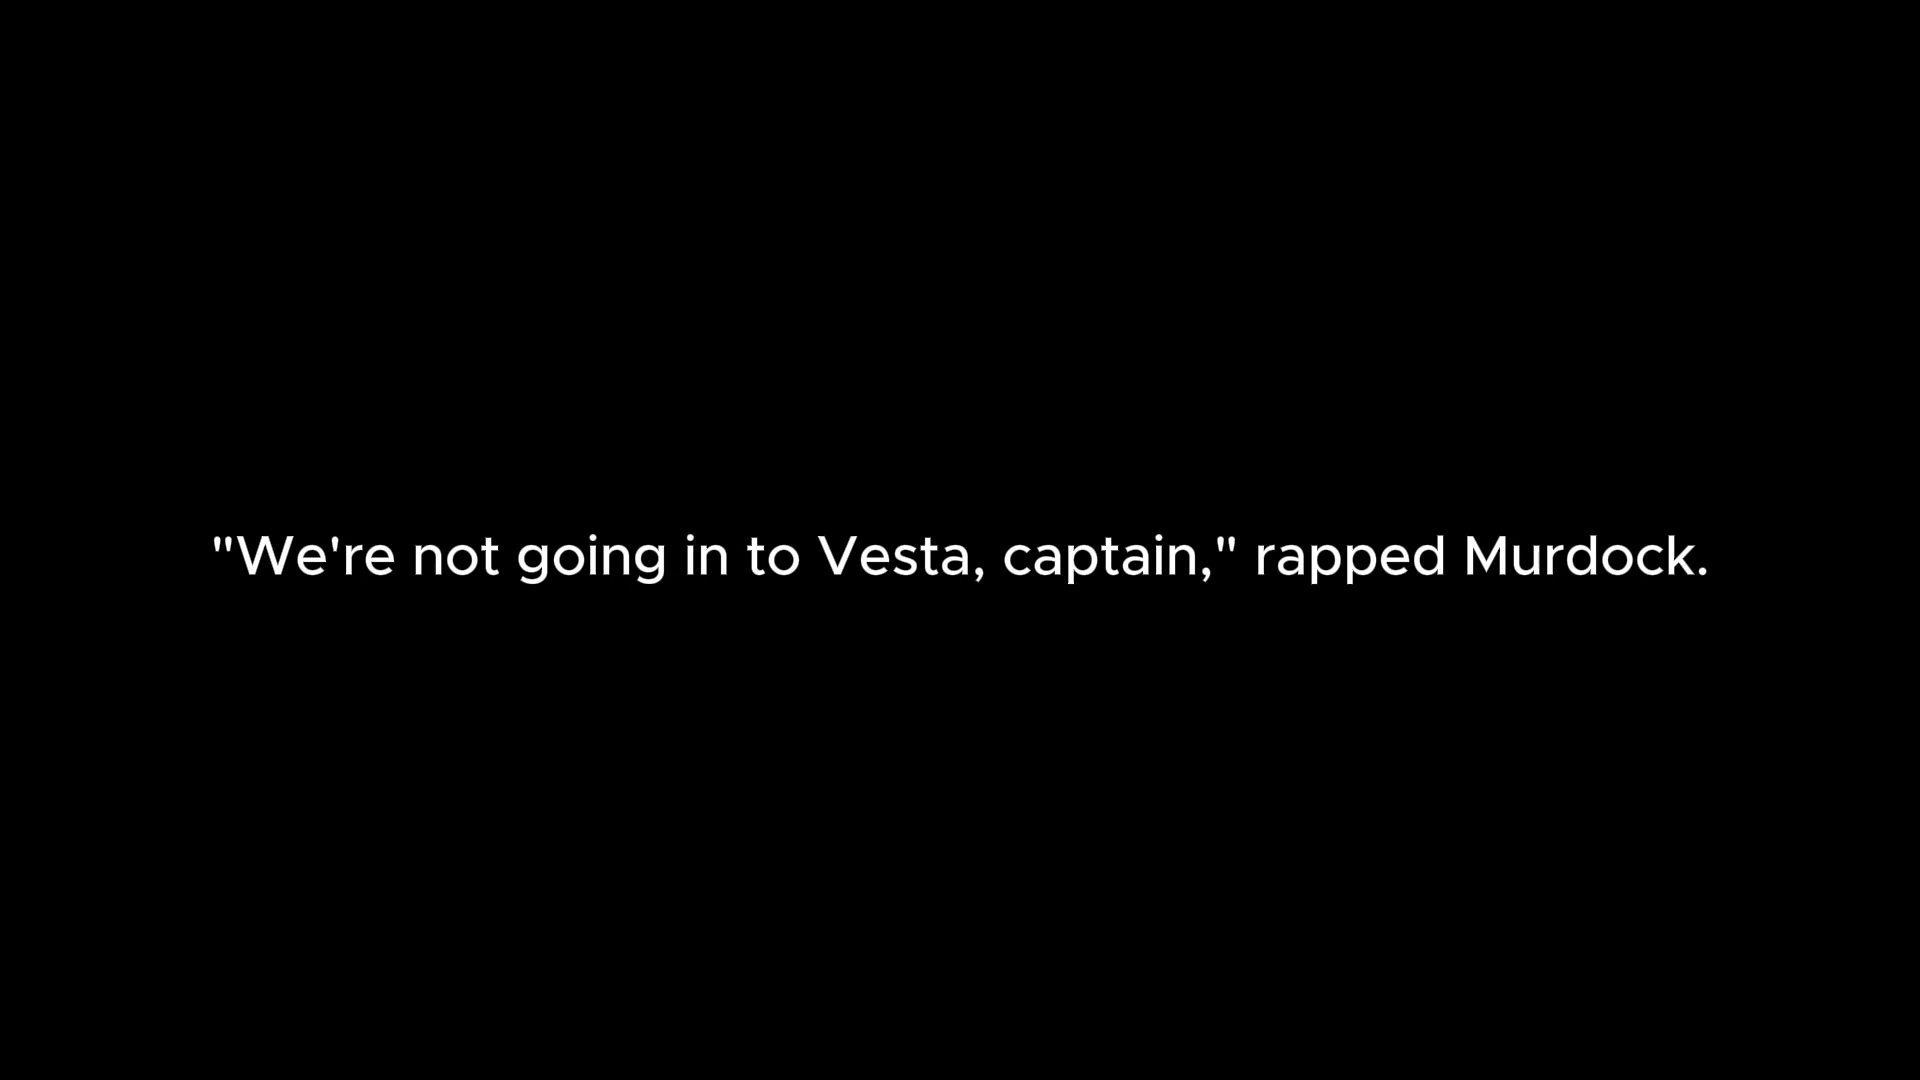 "We're not going in to Vesta, captain," rapped Murdock.